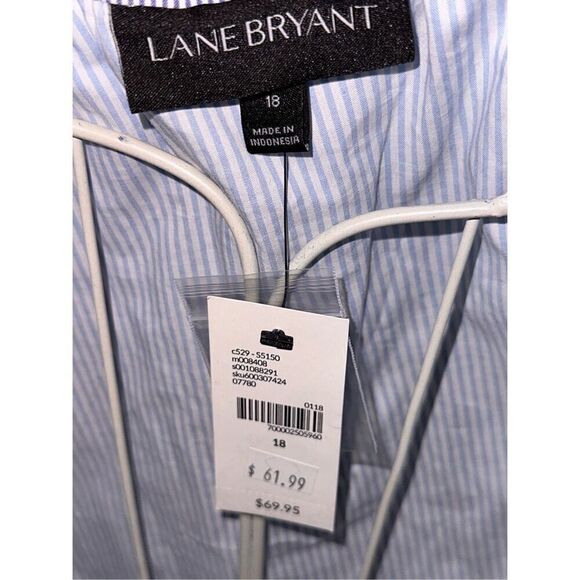 LANE BRYANT
18
MADE IN
INDONESIA
c529 - S5150
m008408
s001088291
sku600307424
07780
0118
700002505960
18
$ 61.99
$69.95